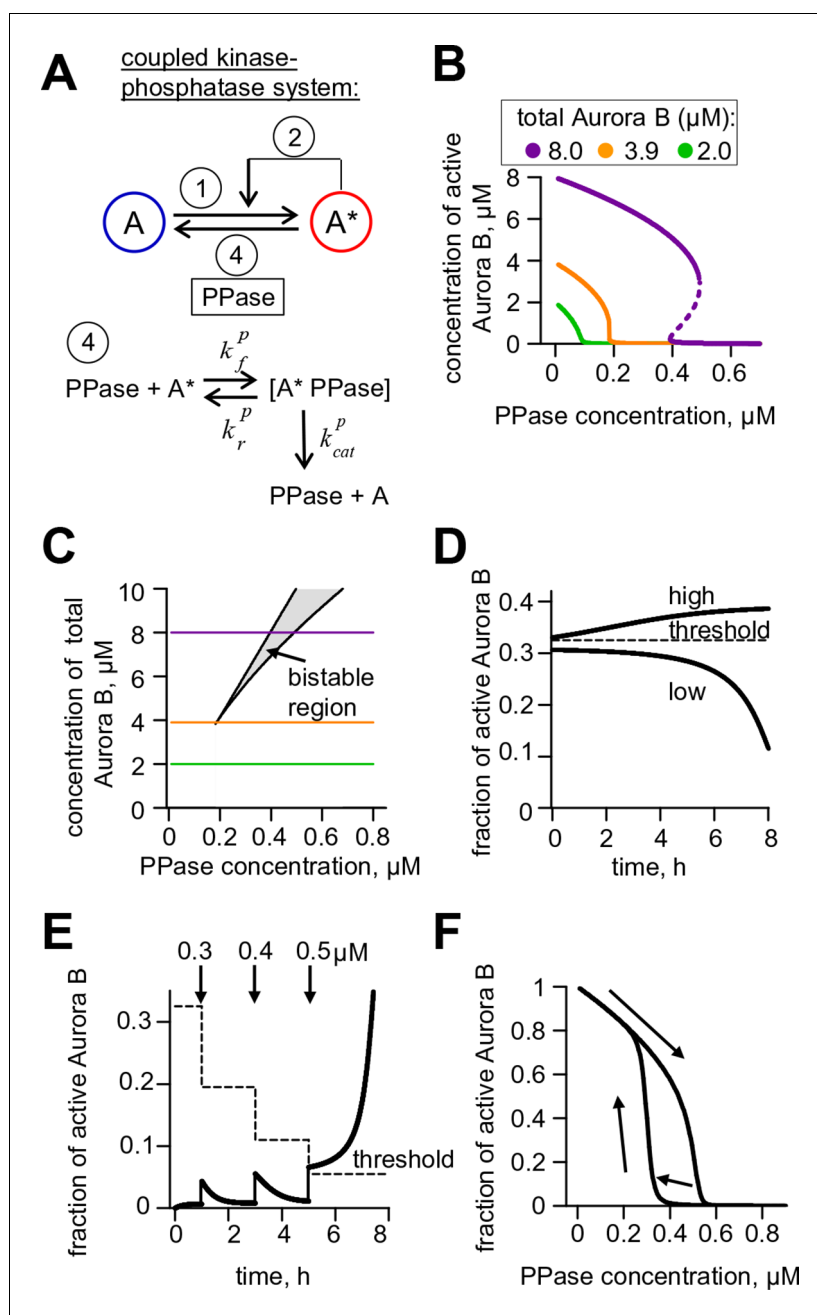 A
coupled kinase-
phosphatase system:
2
1
A
A*
4
PPase
4
PPase + A*
k_f^p
[A* PPase]
k_r^p
k_cat^p
PPase + A
B
total Aurora B (µM):
8.0 3.9 2.0
concentration of active
Aurora B, µM
8
6
4
2
0
0 0.2 0.4 0.6
PPase concentration, µM
C
concentration of total
Aurora B, µM
10
8
6
4
2
0
bistable
region
0 0.2 0.4 0.6 0.8
PPase concentration, µM
D
fraction of active Aurora B
0.4
0.3
0.2
0.1
0
high
threshold
low
0 2 4 6 8
time, h
E
0.3 0.4 0.5 µM
fraction of active Aurora B
0.3
0.2
0.1
0
threshold
0 2 4 6 8
time, h
F
fraction of active Aurora B
1
0.8
0.6
0.4
0.2
0
0 0.2 0.4 0.6 0.8
PPase concentration, µM